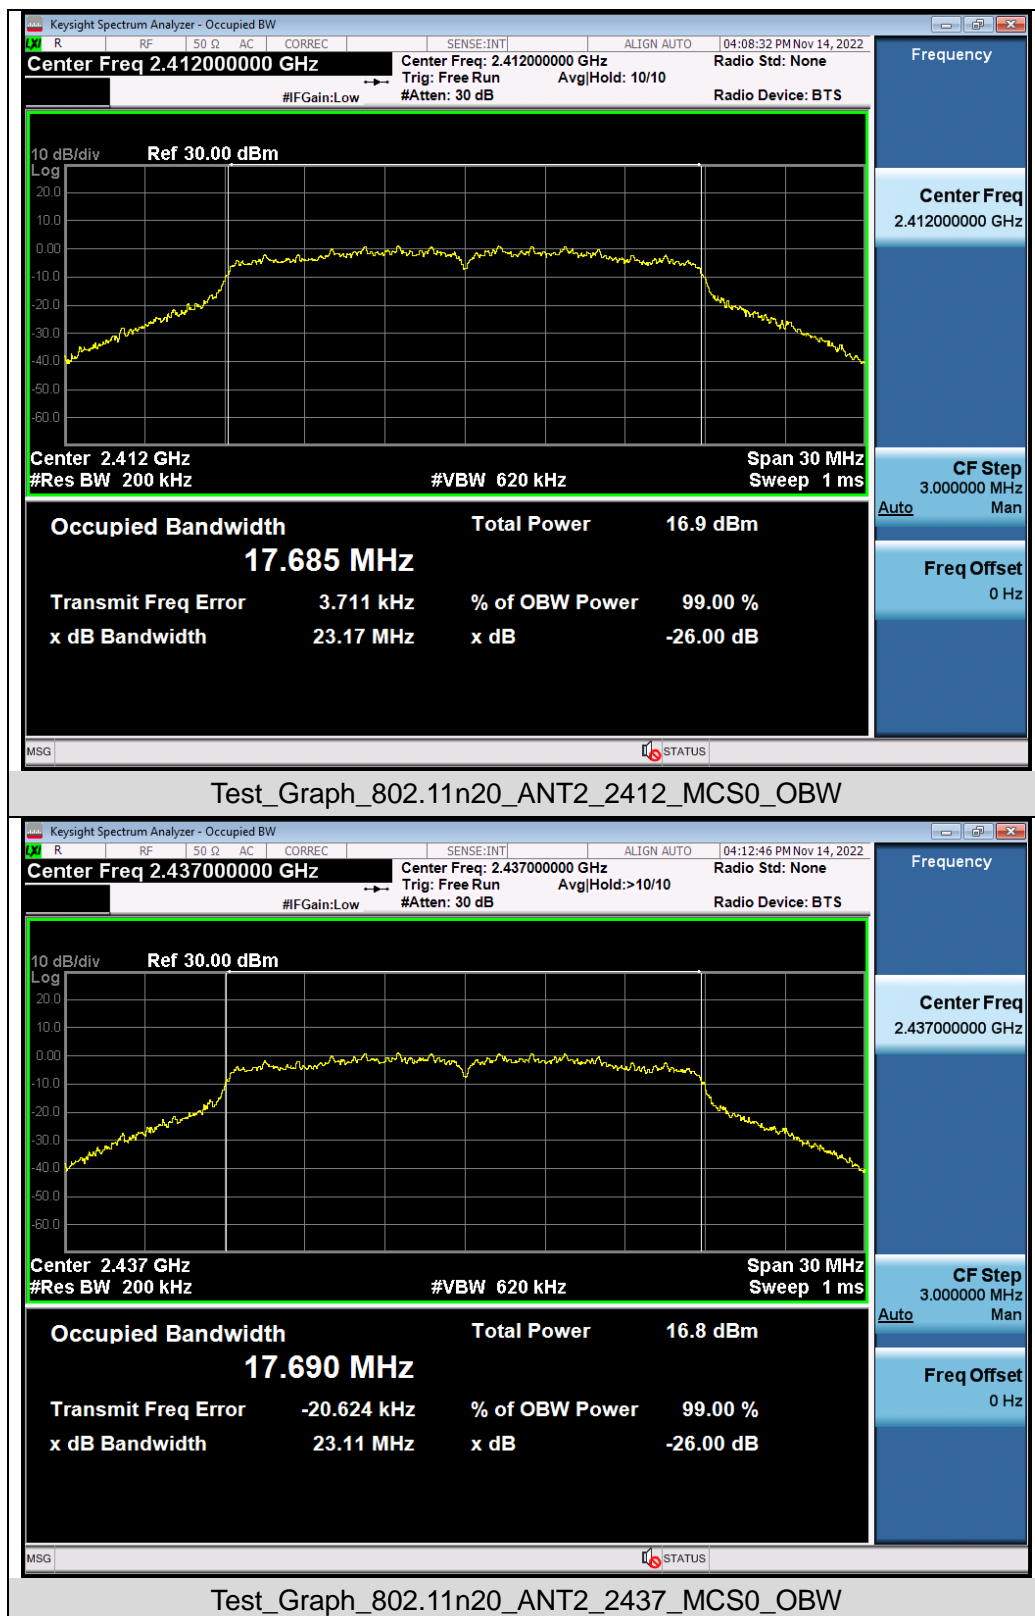 Keysight Spectrum Analyzer - Occupied BW
LXI R RF 50 Ω AC CORREC SENSE:INT ALIGN AUTO 04:08:32 PM Nov 14, 2022
Center Freq 2.412000000 GHz
Center Freq: 2.412000000 GHz
Radio Std: None
Trig: Free Run Avg|Hold: 10/10
#IFGain:Low
#Atten: 30 dB
Radio Device: BTS
Frequency
10 dB/div Ref 30.00 dBm
Log
20.0
10.0
0.00
-10.0
-20.0
-30.0
-40.0
-50.0
-60.0
Center 2.412 GHz
Span 30 MHz
#Res BW 200 kHz
#VBW 620 kHz
Sweep 1 ms
Center Freq
2.412000000 GHz
CF Step
3.000000 MHz
Auto Man
Freq Offset
0 Hz
Occupied Bandwidth
Total Power 16.9 dBm
17.685 MHz
Transmit Freq Error 3.711 kHz
% of OBW Power 99.00 %
x dB Bandwidth 23.17 MHz
x dB -26.00 dB
MSG
STATUS
Test_Graph_802.11n20_ANT2_2412_MCS0_OBW
Keysight Spectrum Analyzer - Occupied BW
LXI R RF 50 Ω AC CORREC SENSE:INT ALIGN AUTO 04:12:46 PM Nov 14, 2022
Center Freq 2.437000000 GHz
Center Freq: 2.437000000 GHz
Radio Std: None
Trig: Free Run Avg|Hold:>10/10
#IFGain:Low
#Atten: 30 dB
Radio Device: BTS
Frequency
10 dB/div Ref 30.00 dBm
Log
20.0
10.0
0.00
-10.0
-20.0
-30.0
-40.0
-50.0
-60.0
Center 2.437 GHz
Span 30 MHz
#Res BW 200 kHz
#VBW 620 kHz
Sweep 1 ms
Center Freq
2.437000000 GHz
CF Step
3.000000 MHz
Auto Man
Freq Offset
0 Hz
Occupied Bandwidth
Total Power 16.8 dBm
17.690 MHz
Transmit Freq Error -20.624 kHz
% of OBW Power 99.00 %
x dB Bandwidth 23.11 MHz
x dB -26.00 dB
MSG
STATUS
Test_Graph_802.11n20_ANT2_2437_MCS0_OBW